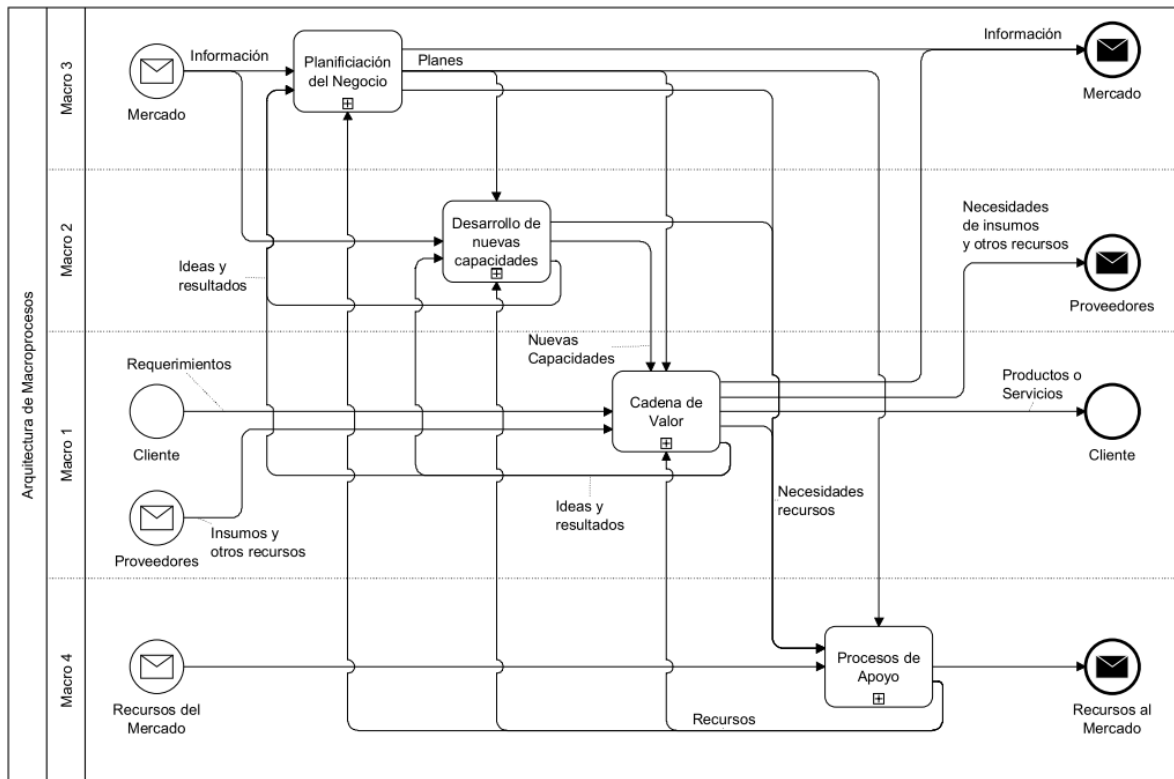 Arquitectura de Macroprocesos
Macro 3
Información
Mercado
Planificiación
del Negocio
Planes
Información
Mercado
Macro 2
Desarrollo de
nuevas
capacidades
Ideas y
resultados
Necesidades
de insumos
y otros recursos
Proveedores
Macro 1
Nuevas
Capacidades
Requerimientos
Cliente
Cadena de
Valor
Productos o
Servicios
Cliente
Ideas y
resultados
Necesidades
recursos
Insumos y
otros recursos
Proveedores
Macro 4
Recursos del
Mercado
Procesos de
Apoyo
Recursos
Recursos al
Mercado